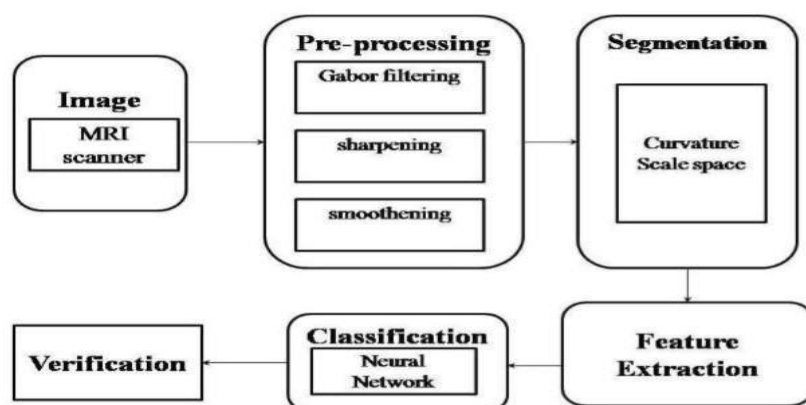 Image
MRI
scanner
Pre-processing
Gabor filtering
sharpening
smoothening
Segmentation
Curvature
Scale space
Feature
Extraction
Classification
Neural
Network
Verification